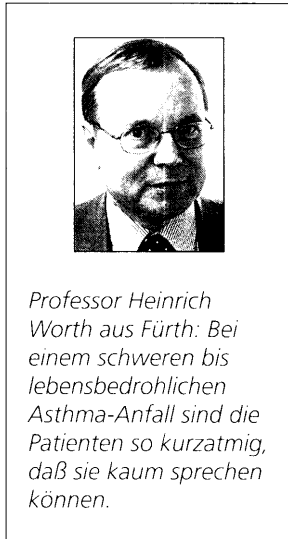 Professor Heinrich
Worth aus Fürth: Bei
einem schweren bis
lebensbedrohlichen
Asthma-Anfall sind die
Patienten so kurzatmig,
daß sie kaum sprechen
können.